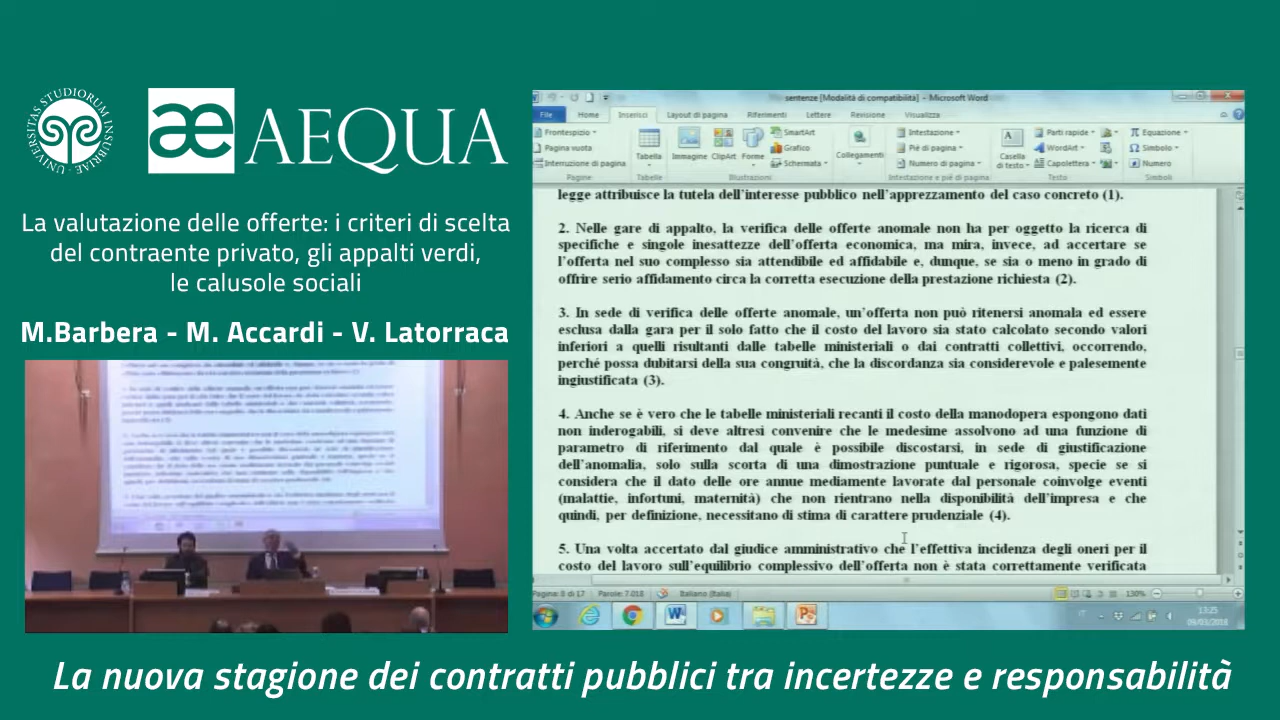 UNIVERSITAS STUDIORUM INSUBRIAE
æ AEQUA
La valutazione delle offerte: i criteri di scelta
del contraente privato, gli appalti verdi,
le calusole sociali
M.Barbera - M. Accardi - V. Latorraca
sentenze [Modalità di compatibilità] - Microsoft Word
File Home Inserisci Layout di pagina Riferimenti Lettere Revisione Visualizza
Frontespizio
Pagina vuota
Interruzione di pagina
Pagine
Tabella
Tabelle
Immagine ClipArt Forme
SmartArt
Grafico
Schermata
Illustrazioni
Collegamenti
Intestazione
Piè di pagina
Numero di pagina
Intestazione e piè di pagina
Casella
di testo
Parti rapide
WordArt
Capolettera
Testo
Equazione
Simbolo
Numero
Simboli
legge attribuisce la tutela dell'interesse pubblico nell'apprezzamento del caso concreto (1).
2. Nelle gare di appalto, la verifica delle offerte anomale non ha per oggetto la ricerca di
specifiche e singole inesattezze dell'offerta economica, ma mira, invece, ad accertare se
l'offerta nel suo complesso sia attendibile ed affidabile e, dunque, se sia o meno in grado di
offrire serio affidamento circa la corretta esecuzione della prestazione richiesta (2).
3. In sede di verifica delle offerte anomale, un'offerta non può ritenersi anomala ed essere
esclusa dalla gara per il solo fatto che il costo del lavoro sia stato calcolato secondo valori
inferiori a quelli risultanti dalle tabelle ministeriali o dai contratti collettivi, occorrendo,
perché possa dubitarsi della sua congruità, che la discordanza sia considerevole e palesemente
ingiustificata (3).
4. Anche se è vero che le tabelle ministeriali recanti il costo della manodopera espongono dati
non inderogabili, si deve altresì convenire che le medesime assolvono ad una funzione di
parametro di riferimento dal quale è possibile discostarsi, in sede di giustificazione
dell'anomalia, solo sulla scorta di una dimostrazione puntuale e rigorosa, specie se si
considera che il dato delle ore annue mediamente lavorate dal personale coinvolge eventi
(malattie, infortuni, maternità) che non rientrano nella disponibilità dell'impresa e che
quindi, per definizione, necessitano di stima di carattere prudenziale (4).
5. Una volta accertato dal giudice amministrativo che l'effettiva incidenza degli oneri per il
costo del lavoro sull'equilibrio complessivo dell'offerta non è stata correttamente verificata
Pagina: 8 di 17 Parole: 7.018 Italiano (Italia) 130%
IT 13:25
09/03/2018
La nuova stagione dei contratti pubblici tra incertezze e responsabilità